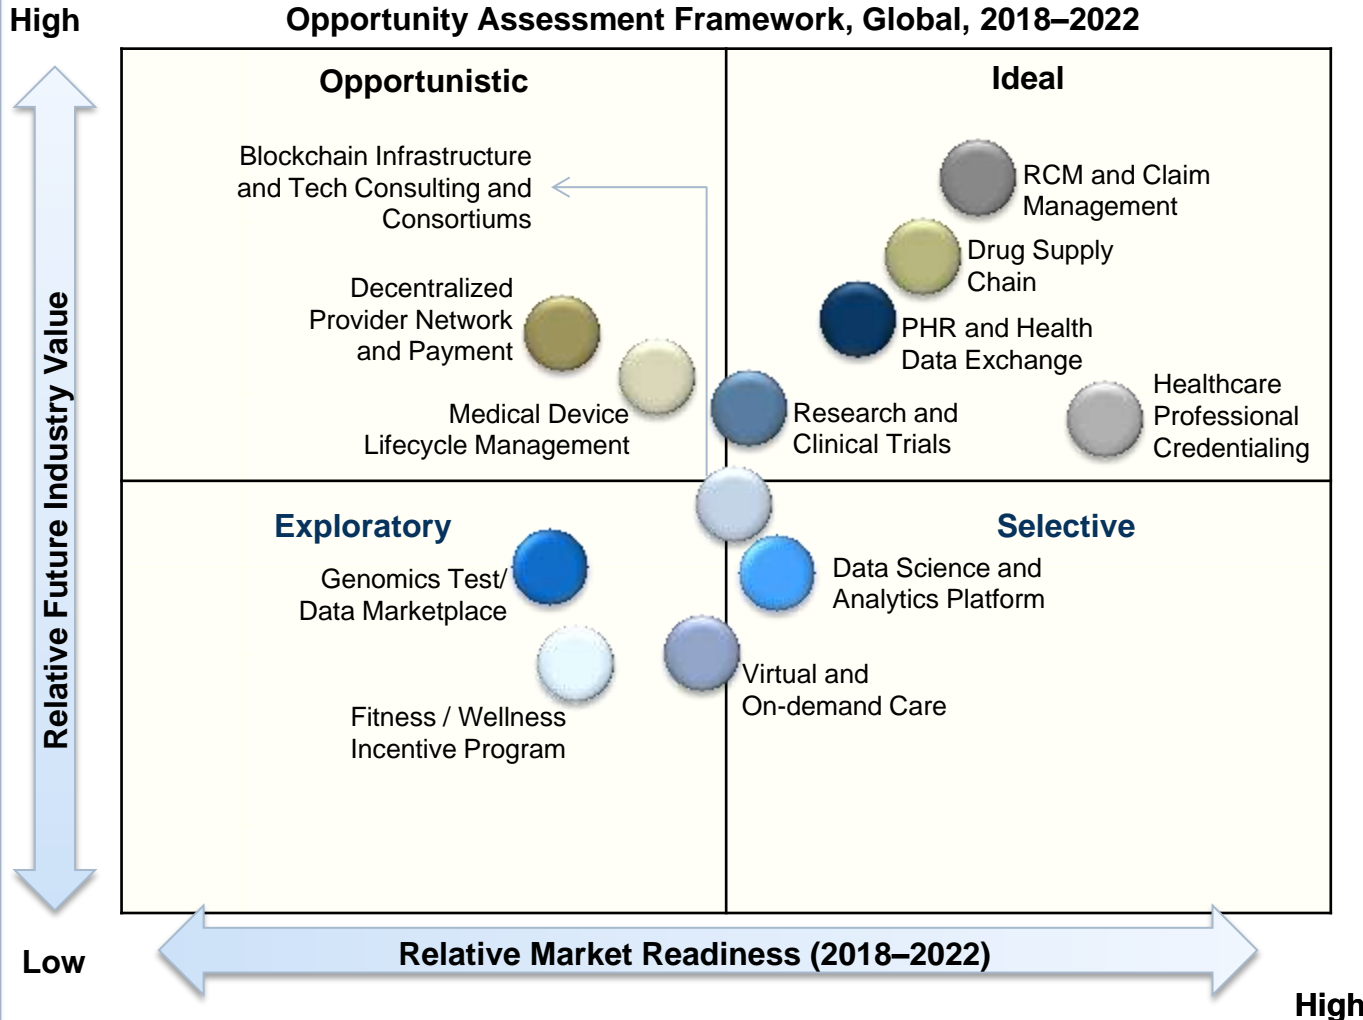 High
Opportunity Assessment Framework, Global, 2018–2022
Opportunistic
Ideal
Blockchain Infrastructure
and Tech Consulting and
Consortiums
RCM and Claim
Management
Drug Supply
Chain
Decentralized
Provider Network
and Payment
PHR and Health
Data Exchange
Medical Device
Lifecycle Management
Research and
Clinical Trials
Healthcare
Professional
Credentialing
Relative Future Industry Value
Exploratory
Selective
Genomics Test/
Data Marketplace
Data Science and
Analytics Platform
Fitness / Wellness
Incentive Program
Virtual and
On-demand Care
Low
Relative Market Readiness (2018–2022)
High